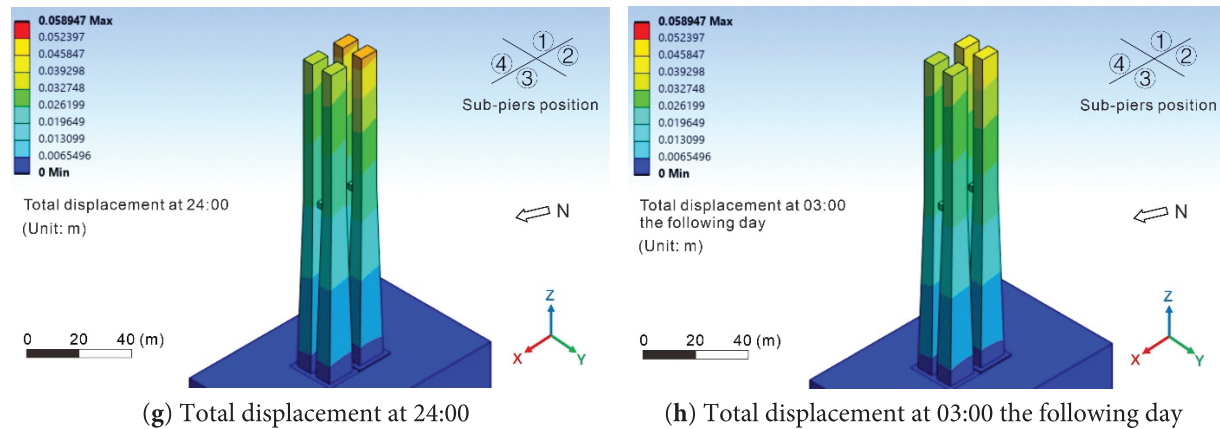 0.058947 Max
0.052397
0.045847
0.039298
0.032748
0.026199
0.019649
0.013099
0.0065496
0 Min
① ② ③ ④
Sub-piers position
Total displacement at 24:00
(Unit: m)
N
0 20 40 (m)
Z
X Y
(g) Total displacement at 24:00
0.058947 Max
0.052397
0.045847
0.039298
0.032748
0.026199
0.019649
0.013099
0.0065496
0 Min
① ② ③ ④
Sub-piers position
Total displacement at 03:00
the following day
(Unit: m)
N
0 20 40 (m)
Z
X Y
(h) Total displacement at 03:00 the following day